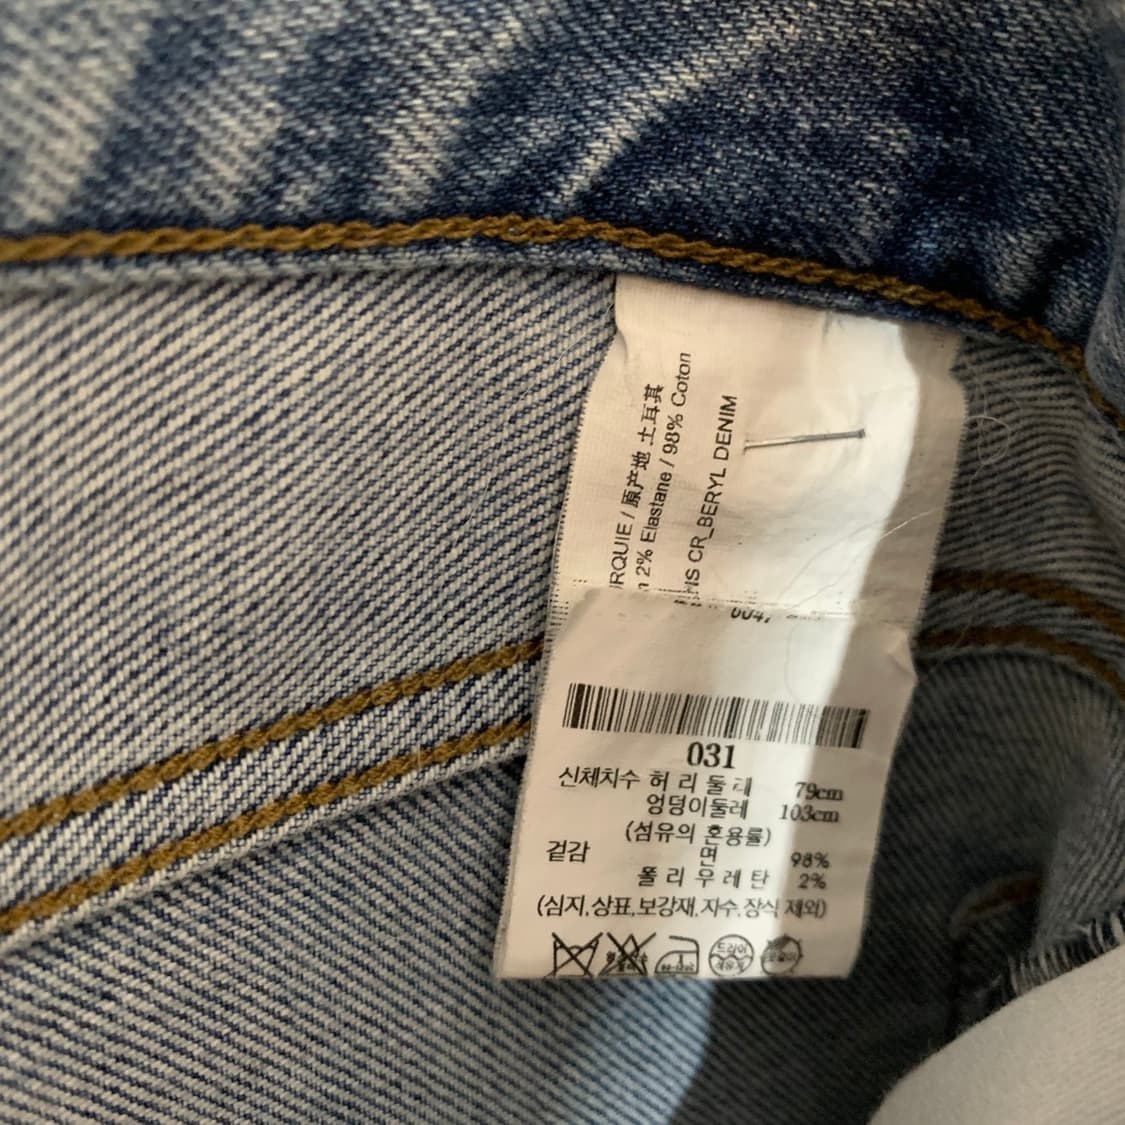 RQUIE / 原产地 土耳其
2% Elastane / 98% Coton
IS CR_BERYL DENIM
031
신체치수 허 리 둘 레 79cm
엉덩이둘레 103cm
(섬유의 혼용률)
겉감 면 98%
폴 리 우 레 탄 2%
(심지,상표,보강재,자수,장식 제외)